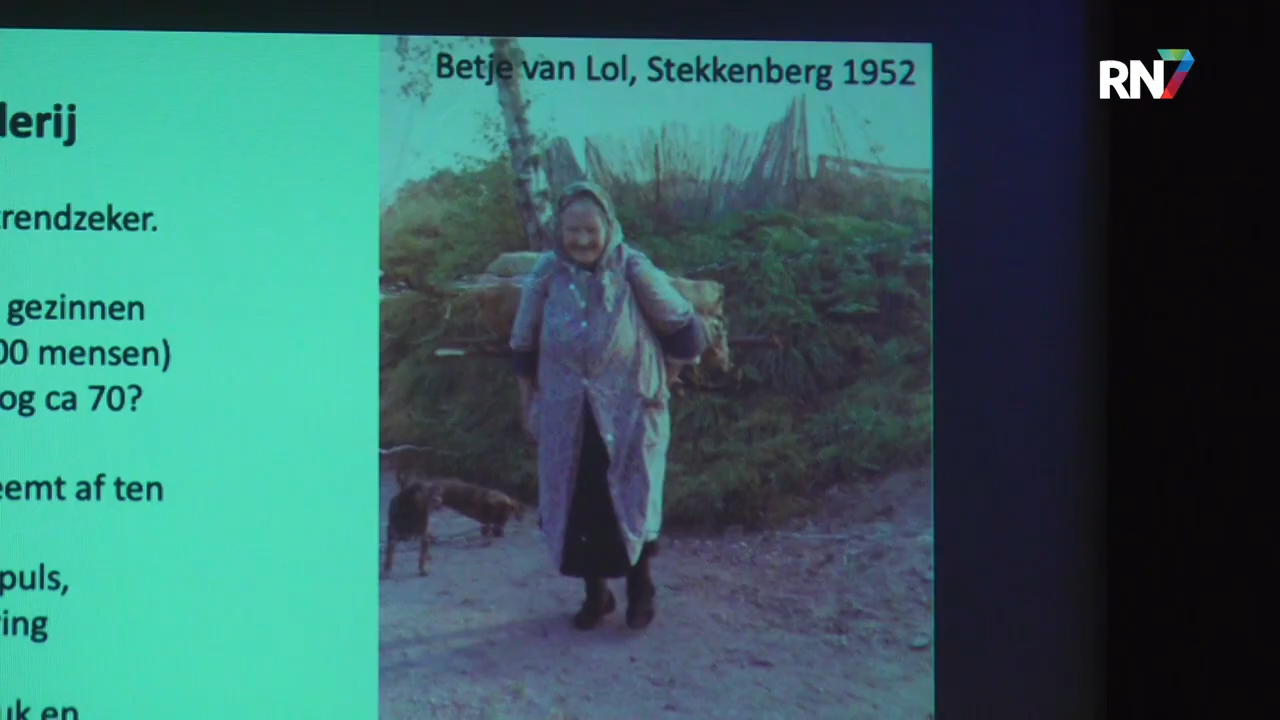 Betje van Lol, Stekkenberg 1952
RN7
lerij
rendzeker.
gezinnen
00 mensen)
og ca 70?
eemt af ten
puls,
ing
uk en